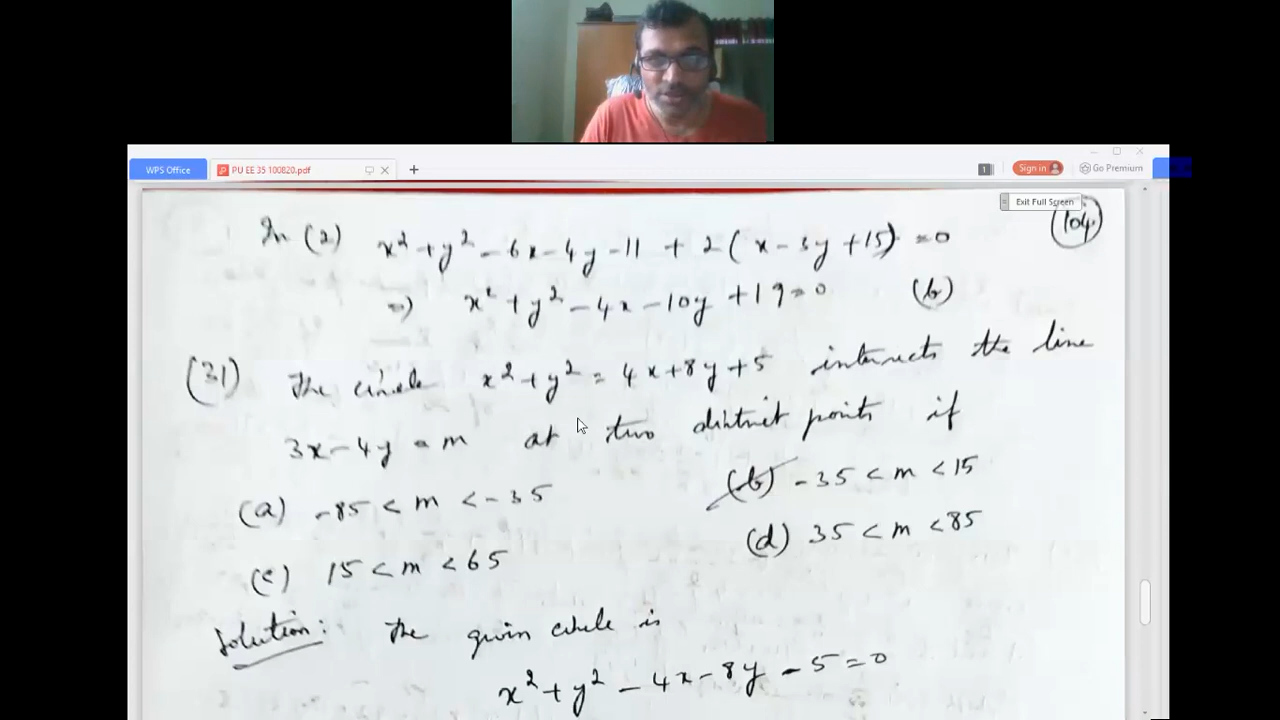 WPS Office
PU EE 35 100820.pdf
1
Sign in
Go Premium
Exit Full Screen
(104)
In (2) x² + y² - 6x - 4y - 11 + 2(x - 3y + 15) = 0
=) x² + y² - 4x - 10y + 19 = 0 (b)
(31) The circle x² + y² = 4x + 8y + 5 intersects the line
3x - 4y = m at two distinct points if
(a) -85 < m < -35 (b) -35 < m < 15
(c) 15 < m < 65 (d) 35 < m < 85
Solution: The given circle is
x² + y² - 4x - 8y - 5 = 0